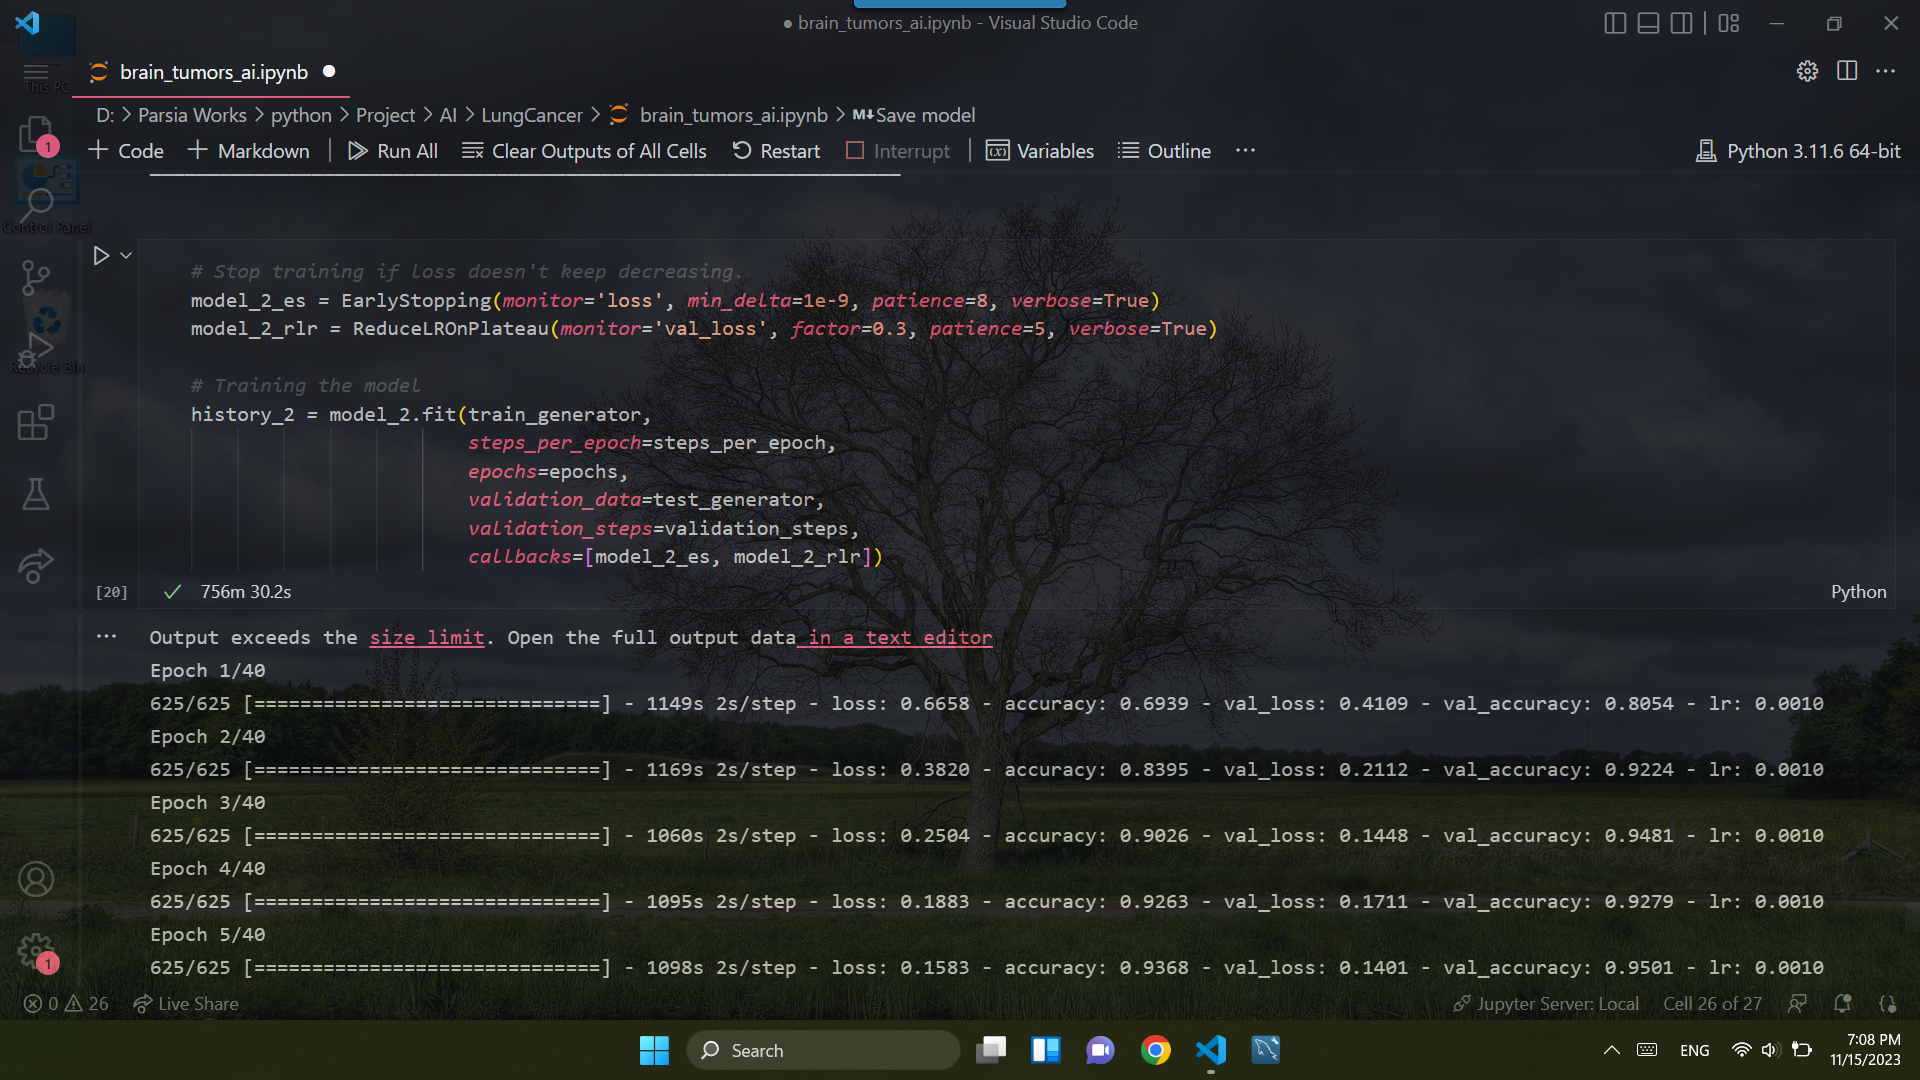 ● brain_tumors_ai.ipynb - Visual Studio Code
This PC
brain_tumors_ai.ipynb
D: > Parsia Works > python > Project > AI > LungCancer > brain_tumors_ai.ipynb > M↓Save model
1
+ Code + Markdown | Run All Clear Outputs of All Cells Restart Interrupt | Variables Outline ... Python 3.11.6 64-bit
Control Panel
# Stop training if loss doesn't keep decreasing.
model_2_es = EarlyStopping(monitor='loss', min_delta=1e-9, patience=8, verbose=True)
model_2_rlr = ReduceLROnPlateau(monitor='val_loss', factor=0.3, patience=5, verbose=True)
Recycle Bin
# Training the model
history_2 = model_2.fit(train_generator,
steps_per_epoch=steps_per_epoch,
epochs=epochs,
validation_data=test_generator,
validation_steps=validation_steps,
callbacks=[model_2_es, model_2_rlr])
[20] ✓ 756m 30.2s Python
... Output exceeds the size limit. Open the full output data in a text editor
Epoch 1/40
625/625 [==============================] - 1149s 2s/step - loss: 0.6658 - accuracy: 0.6939 - val_loss: 0.4109 - val_accuracy: 0.8054 - lr: 0.0010
Epoch 2/40
625/625 [==============================] - 1169s 2s/step - loss: 0.3820 - accuracy: 0.8395 - val_loss: 0.2112 - val_accuracy: 0.9224 - lr: 0.0010
Epoch 3/40
625/625 [==============================] - 1060s 2s/step - loss: 0.2504 - accuracy: 0.9026 - val_loss: 0.1448 - val_accuracy: 0.9481 - lr: 0.0010
Epoch 4/40
625/625 [==============================] - 1095s 2s/step - loss: 0.1883 - accuracy: 0.9263 - val_loss: 0.1711 - val_accuracy: 0.9279 - lr: 0.0010
Epoch 5/40
1
625/625 [==============================] - 1098s 2s/step - loss: 0.1583 - accuracy: 0.9368 - val_loss: 0.1401 - val_accuracy: 0.9501 - lr: 0.0010
0 26 Live Share Jupyter Server: Local Cell 26 of 27
Search
ENG
7:08 PM
11/15/2023